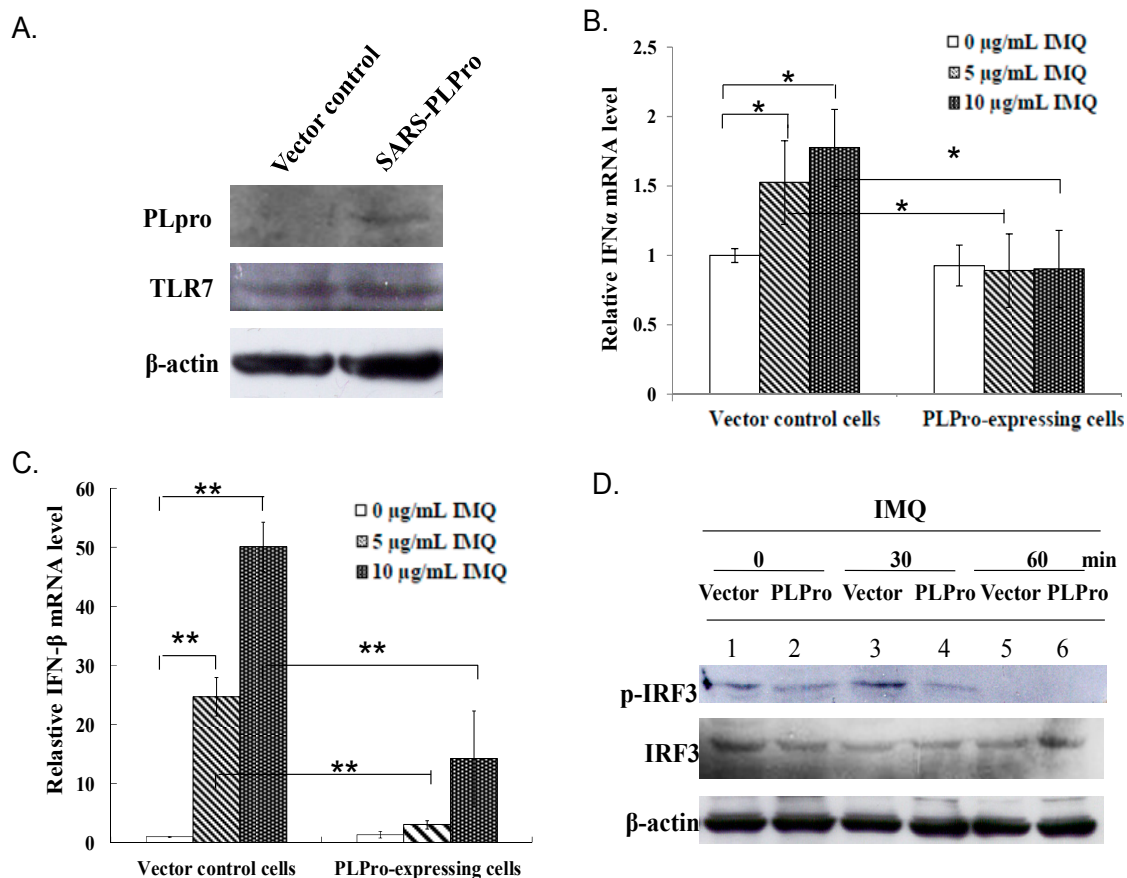 A.
Vector control
SARS-PLPro
PLpro
TLR7
β-actin
B.
0 µg/mL IMQ
5 µg/mL IMQ
10 µg/mL IMQ
Relative IFNα mRNA level
2.5
2
1.5
1
0.5
0
*
*
*
*
Vector control cells PLPro-expressing cells
C.
0 µg/mL IMQ
5 µg/mL IMQ
10 µg/mL IMQ
Relastive IFN-β mRNA level
60
50
40
30
20
10
0
**
**
**
**
Vector control cells PLPro-expressing cells
D.
IMQ
0 30 60 min
Vector PLPro Vector PLPro Vector PLPro
1 2 3 4 5 6
p-IRF3
IRF3
β-actin